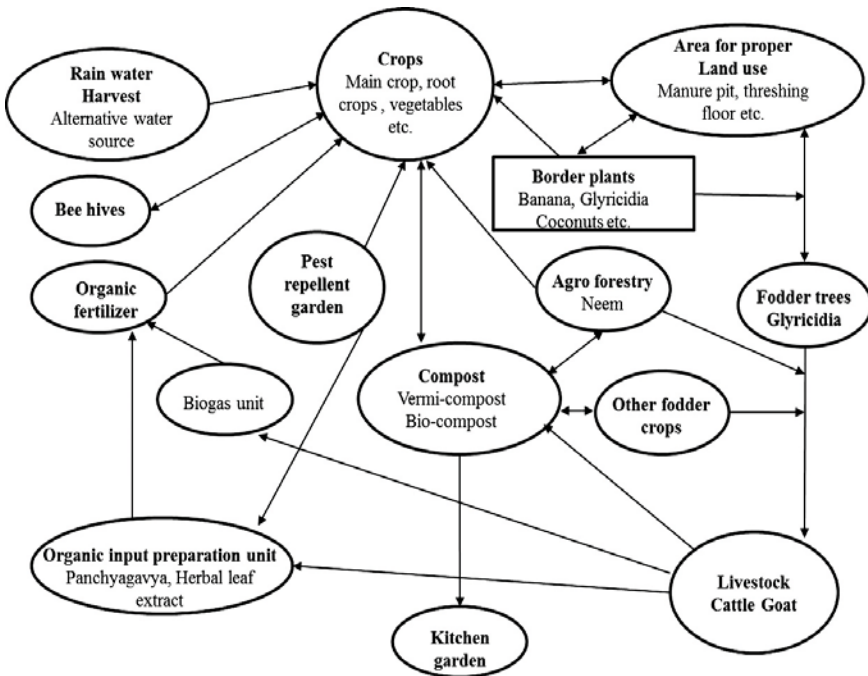 Rain water
Harvest
Alternative water
source
Crops
Main crop, root
crops , vegetables
etc.
Area for proper
Land use
Manure pit, threshing
floor etc.
Border plants
Banana, Glyricidia
Coconuts etc.
Bee hives
Pest
repellent
garden
Organic
fertilizer
Agro forestry
Neem
Fodder trees
Glyricidia
Biogas unit
Compost
Vermi-compost
Bio-compost
Other fodder
crops
Organic input preparation unit
Panchyagavya, Herbal leaf
extract
Livestock
Cattle Goat
Kitchen
garden